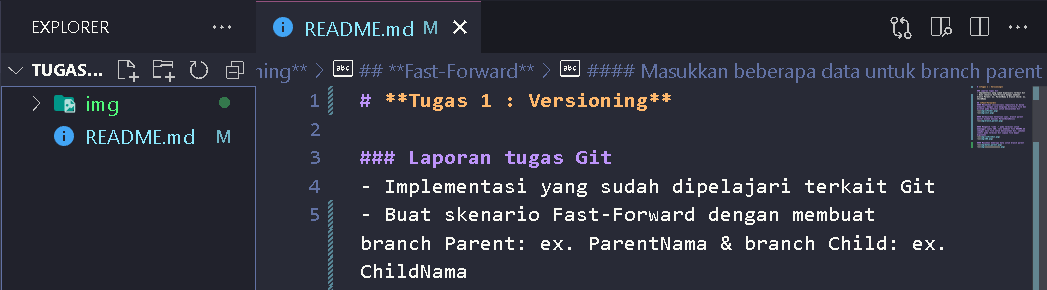 EXPLORER
README.md M
TUGAS...
ning** > ## **Fast-Forward** > #### Masukkan beberapa data untuk branch parent
img
README.md M
1 # **Tugas 1 : Versioning**
2
3 ### Laporan tugas Git
4 - Implementasi yang sudah dipelajari terkait Git
5 - Buat skenario Fast-Forward dengan membuat
branch Parent: ex. ParentNama & branch Child: ex.
ChildNama